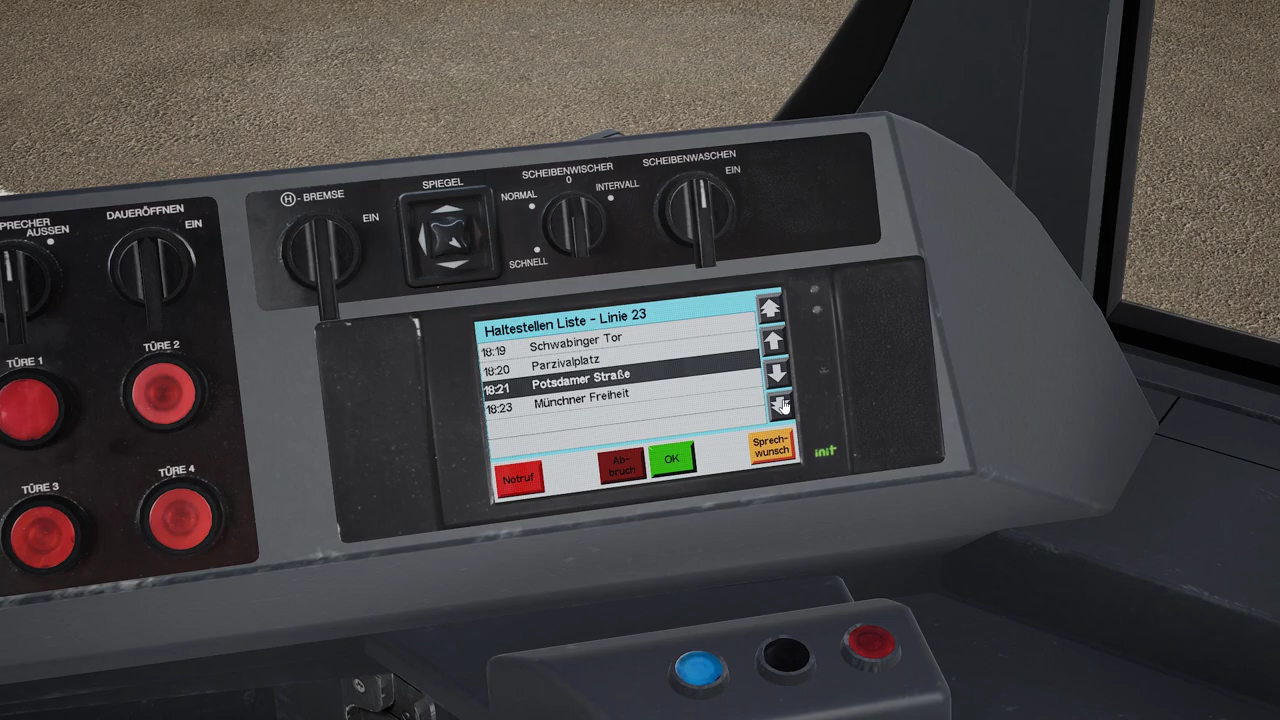 SPRECHER
AUSSEN
DAUERÖFFNEN
EIN
H - BREMSE
EIN
SPIEGEL
SCHEIBENWISCHER
0
NORMAL
INTERVALL
SCHNELL
SCHEIBENWASCHEN
EIN
TÜRE 1
TÜRE 2
TÜRE 3
TÜRE 4
Haltestellen Liste - Linie 23
18:19 Schwabinger Tor
18:20 Parzivalplatz
18:21 Potsdamer Straße
18:23 Münchner Freiheit
Notruf
Ab-
bruch
OK
Sprech-
wunsch
init